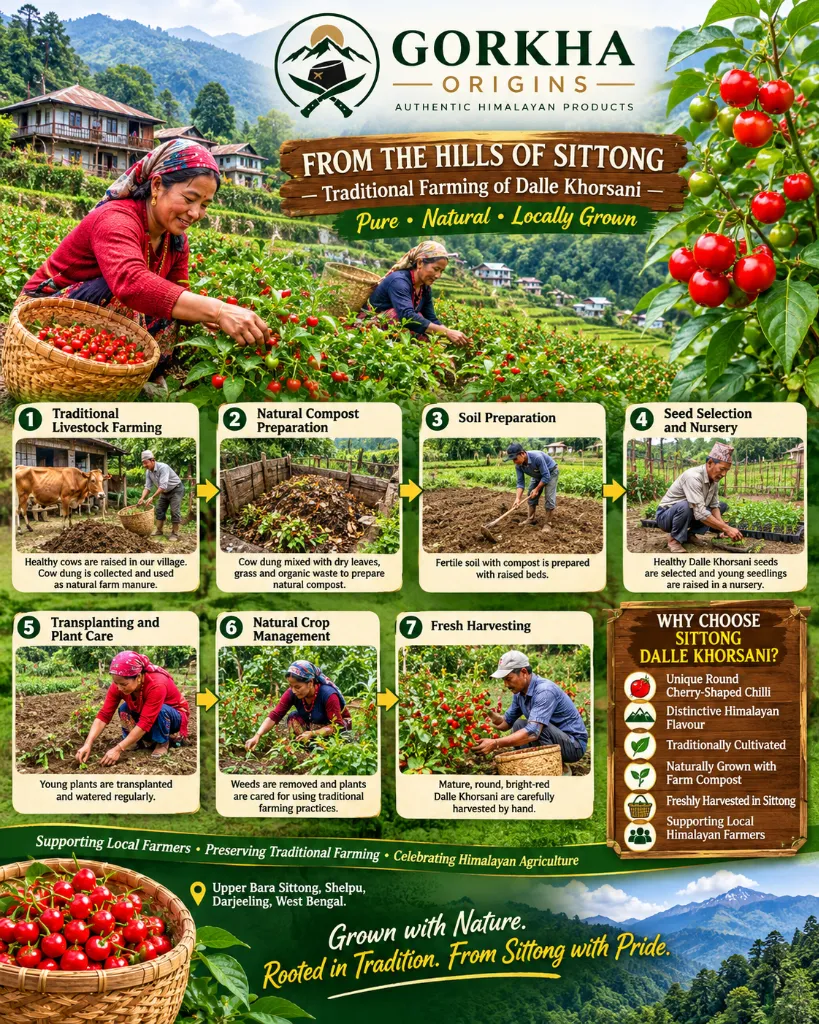 GORKHA
ORIGINS
AUTHENTIC HIMALAYAN PRODUCTS
FROM THE HILLS OF SITTONG
Traditional Farming of Dalle Khorsani
Pure • Natural • Locally Grown
1 Traditional
Livestock Farming
Healthy cows are raised in our village.
Cow dung is collected and used
as natural farm manure.
2 Natural Compost
Preparation
Cow dung mixed with dry leaves,
grass and organic waste to prepare
natural compost.
3 Soil Preparation
Fertile soil with compost is prepared
with raised beds.
4 Seed Selection
and Nursery
Healthy Dalle Khorsani seeds
are selected and young seedlings
are raised in a nursery.
5 Transplanting and
Plant Care
Young plants are transplanted
and watered regularly.
6 Natural Crop
Management
Weeds are removed and plants
are cared for using traditional
farming practices.
7 Fresh Harvesting
Mature, round, bright-red
Dalle Khorsani are carefully
harvested by hand.
WHY CHOOSE
SITTONG
DALLE KHORSANI?
Unique Round
Cherry-Shaped Chilli
Distinctive Himalayan
Flavour
Traditionally Cultivated
Naturally Grown with
Farm Compost
Freshly Harvested in Sittong
Supporting Local
Himalayan Farmers
Supporting Local Farmers • Preserving Traditional Farming • Celebrating Himalayan Agriculture
Upper Bara Sittong, Shelpu,
Darjeeling, West Bengal.
Grown with Nature.
Rooted in Tradition. From Sittong with Pride.